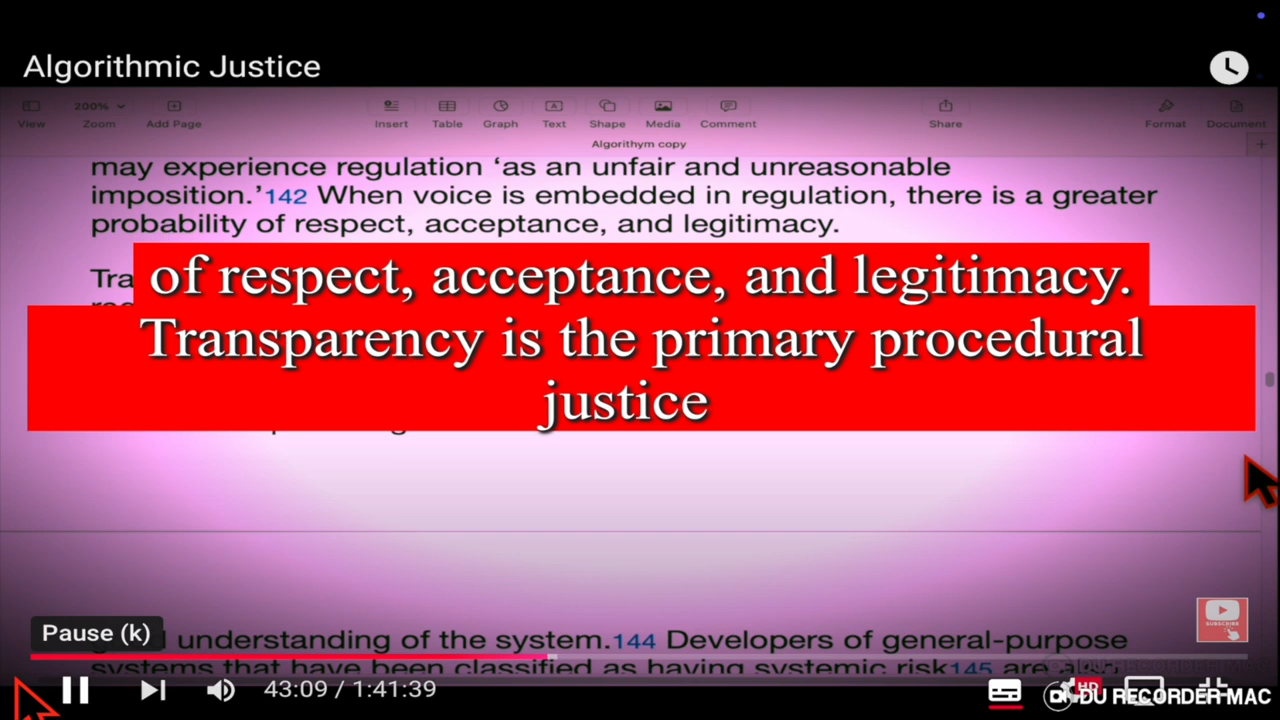 Algorithmic Justice
200%
View
Zoom
Add Page
Insert
Table
Graph
Text
Shape
Media
Comment
Share
Format
Document
Algorithym copy
may experience regulation ‘as an unfair and unreasonable
imposition.’142 When voice is embedded in regulation, there is a greater
probability of respect, acceptance, and legitimacy.
of respect, acceptance, and legitimacy.
Transparency is the primary procedural
justice
Pause (k)
understanding of the system.144 Developers of general-purpose
systems that have been classified as having systemic risk145 are
SUBSCRIBE
43:09 / 1:41:39
HD
DU RECORDER MAC